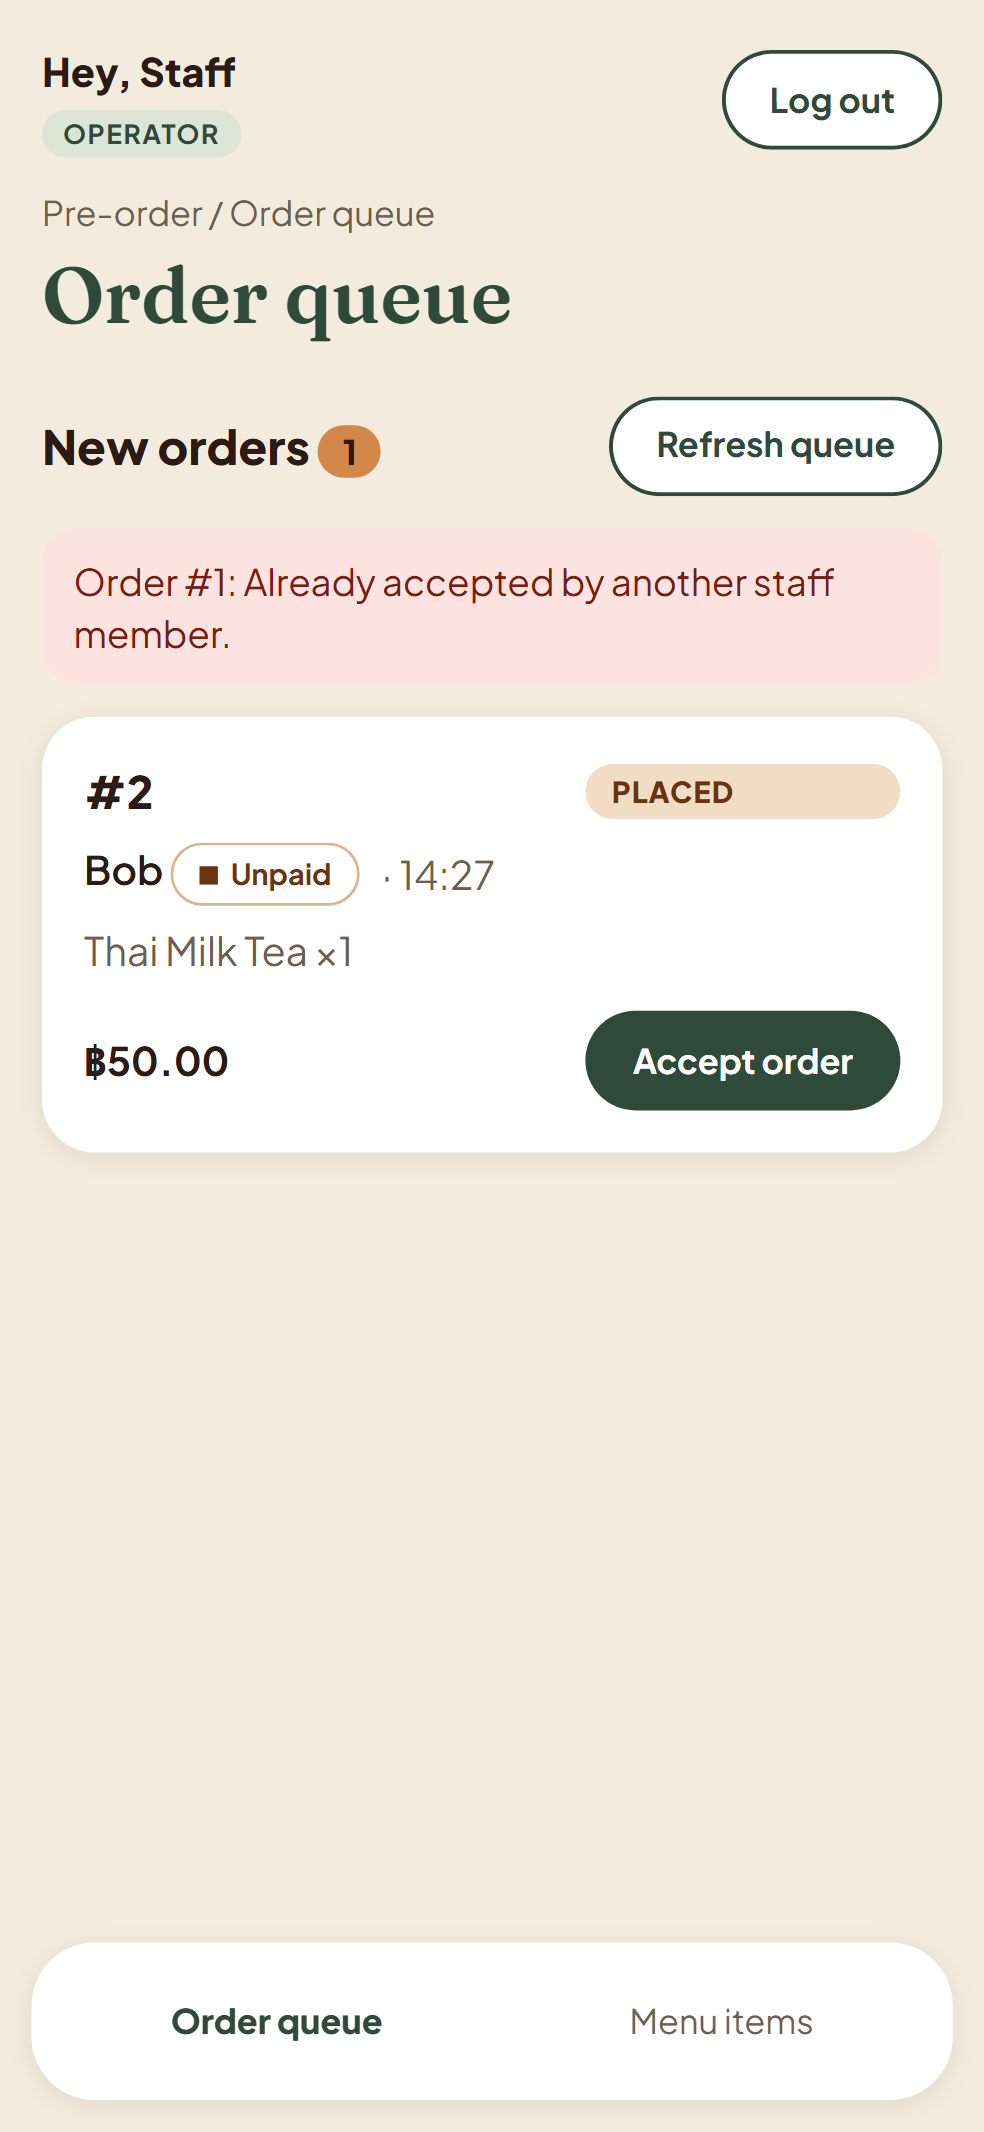 Hey, Staff
Log out
OPERATOR
Pre-order / Order queue
Order queue
New orders 1
Refresh queue
Order #1: Already accepted by another staff
member.
#2
PLACED
Bob ■ Unpaid · 14:27
Thai Milk Tea ×1
฿50.00
Accept order
Order queue
Menu items